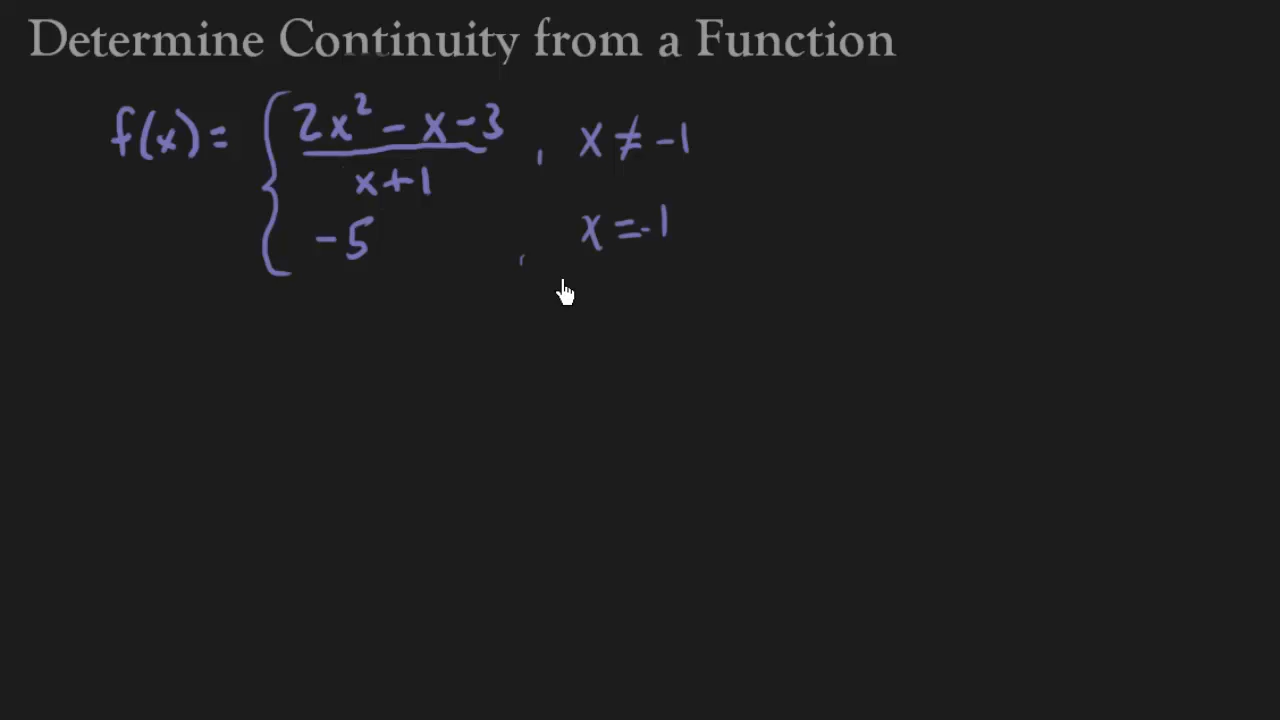 Determine Continuity from a Function
f(x) = { (2x² - x - 3)/(x + 1) , x ≠ -1
-5 , x = -1